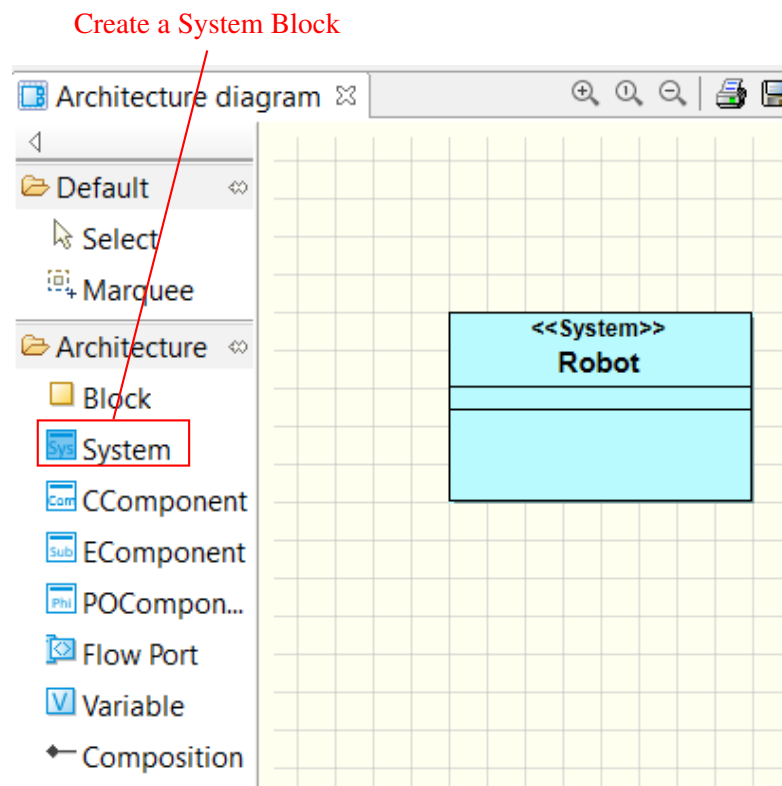 Create a System Block
Architecture diagram
Default
Select
Marquee
Architecture
Block
Sys System
Com CComponent
Sub EComponent
Phi POCompon...
Flow Port
V Variable
Composition
<<System>>
Robot